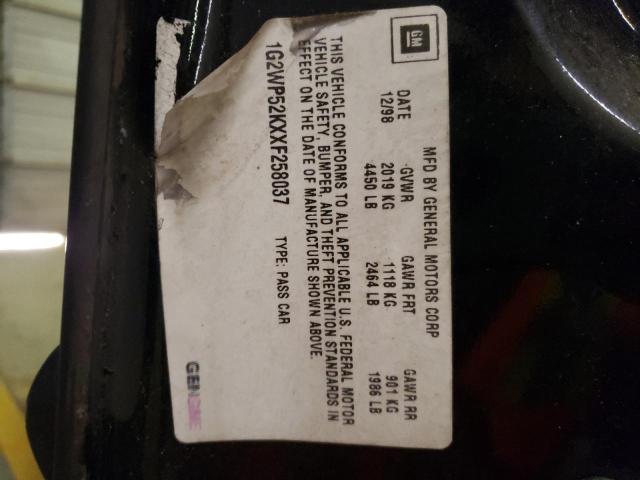 GM
MFD BY GENERAL MOTORS CORP
DATE GVWR GAWR FRT GAWR RR
12/98 2019 KG 1118 KG 901 KG
4450 LB 2464 LB 1986 LB
THIS VEHICLE CONFORMS TO ALL APPLICABLE U.S. FEDERAL MOTOR
VEHICLE SAFETY, BUMPER, AND THEFT PREVENTION STANDARDS IN
EFFECT ON THE DATE OF MANUFACTURE SHOWN ABOVE.
1G2WP52KXXF258037 TYPE: PASS CAR